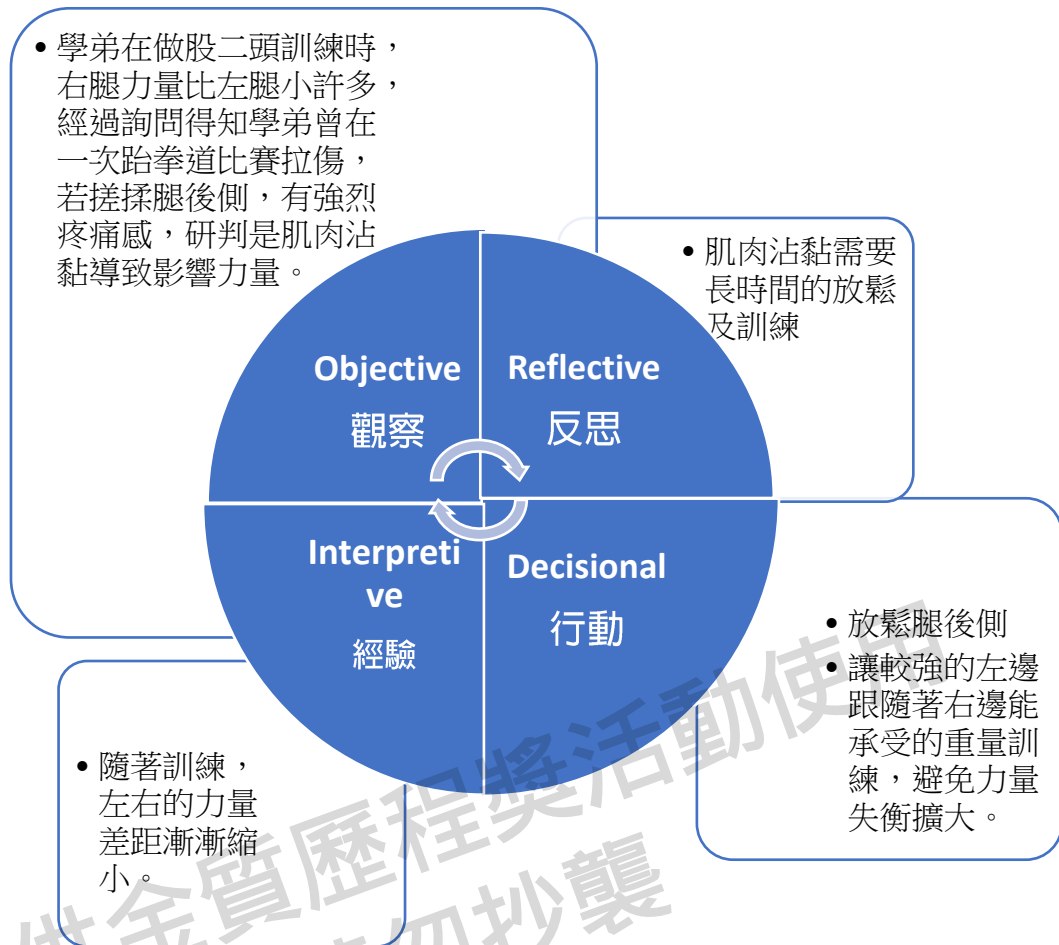 • 學弟在做股二頭訓練時，
右腿力量比左腿小許多，
經過詢問得知學弟曾在
一次跆拳道比賽拉傷，
若搓揉腿後側，有強烈
疼痛感，研判是肌肉沾
黏導致影響力量。
• 肌肉沾黏需要
長時間的放鬆
及訓練
Objective
觀察
Reflective
反思
Interpreti
ve
經驗
Decisional
行動
• 隨著訓練，
左右的力量
差距漸漸縮
小。
• 放鬆腿後側
• 讓較強的左邊
跟隨著右邊能
承受的重量訓
練，避免力量
失衡擴大。
供金質歷程獎活動使用
勿抄襲